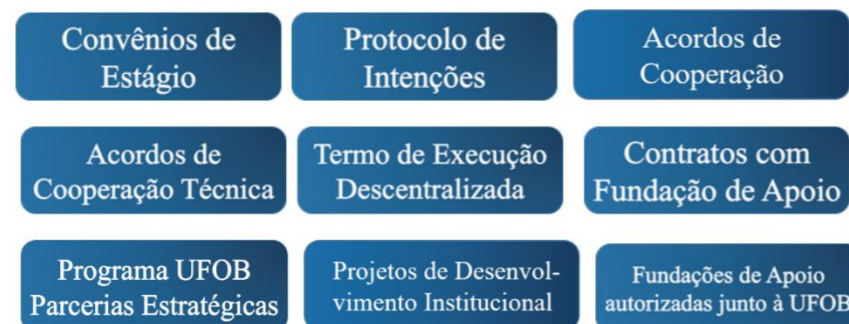 Convênios de
Estágio
Protocolo de
Intenções
Acordos de
Cooperação
Acordos de
Cooperação Técnica
Termo de Execução
Descentralizada
Contratos com
Fundação de Apoio
Programa UFOB
Parcerias Estratégicas
Projetos de Desenvol-
vimento Institucional
Fundações de Apoio
autorizadas junto à UFOB